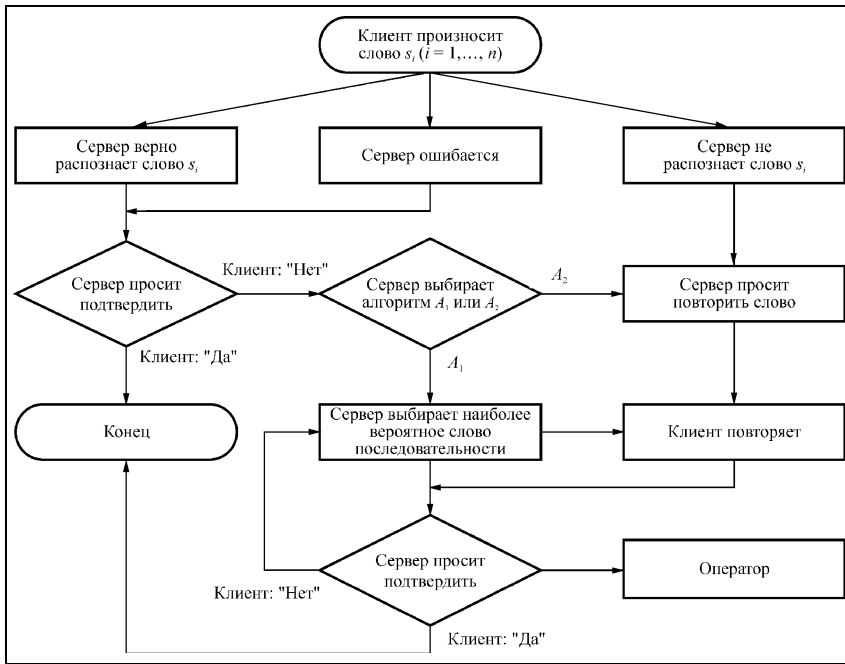 Клиент произносит
слово sᵢ (i = 1,…, n)
Сервер верно
распознает слово sᵢ
Сервер ошибается
Сервер не
распознает слово sᵢ
Сервер просит
подтвердить
Клиент: "Нет"
Сервер выбирает
алгоритм A₁ или A₂
A₂
Сервер просит
повторить слово
Клиент: "Да"
A₁
Конец
Сервер выбирает наиболее
вероятное слово
последовательности
Клиент повторяет
Сервер просит
подтвердить
Клиент: "Нет"
Оператор
Клиент: "Да"